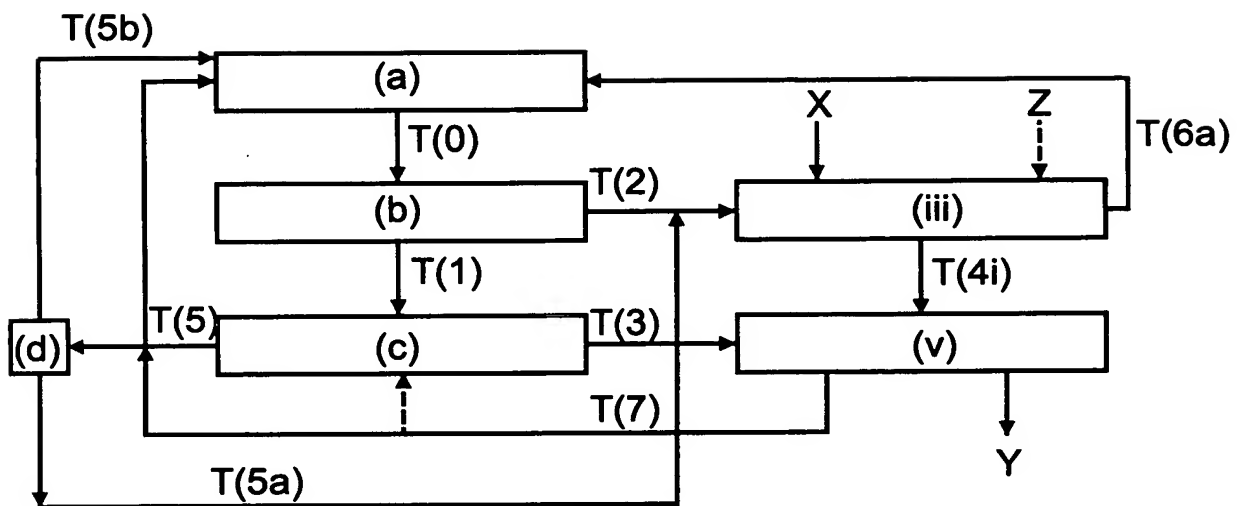 T(5b)
(a)
X
Z
T(6a)
T(0)
T(2)
(b)
(iii)
T(1)
T(4i)
T(5)
T(3)
(d)
(c)
(v)
T(7)
Y
T(5a)